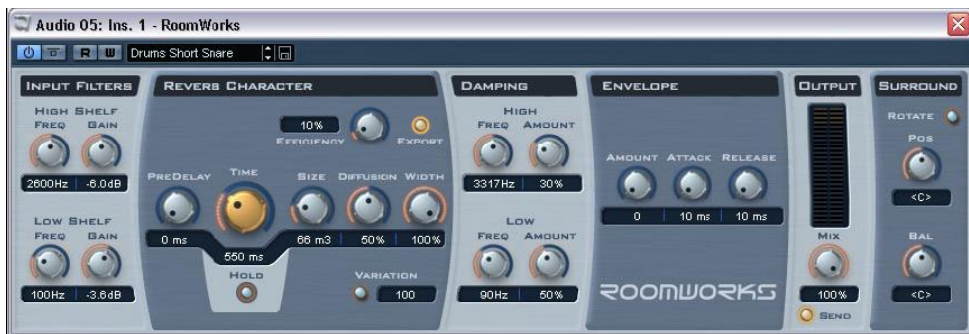 Audio 05: Ins. 1 - RoomWorks
R W Drums Short Snare
INPUT FILTERS
HIGH SHELF
FREQ GAIN
2600Hz -6.0dB
LOW SHELF
FREQ GAIN
100Hz -3.6dB
REVERB CHARACTER
10%
EFFICIENCY EXPORT
PREDELAY TIME SIZE DIFFUSION WIDTH
0 ms 550 ms 66 m3 50% 100%
HOLD
VARIATION
100
DAMPING
HIGH
FREQ AMOUNT
3317Hz 30%
LOW
FREQ AMOUNT
90Hz 50%
ENVELOPE
AMOUNT ATTACK RELEASE
0 10 ms 10 ms
ROOMWORKS
OUTPUT
MIX
100%
SEND
SURROUND
ROTATE
POS
<C>
BAL
<C>